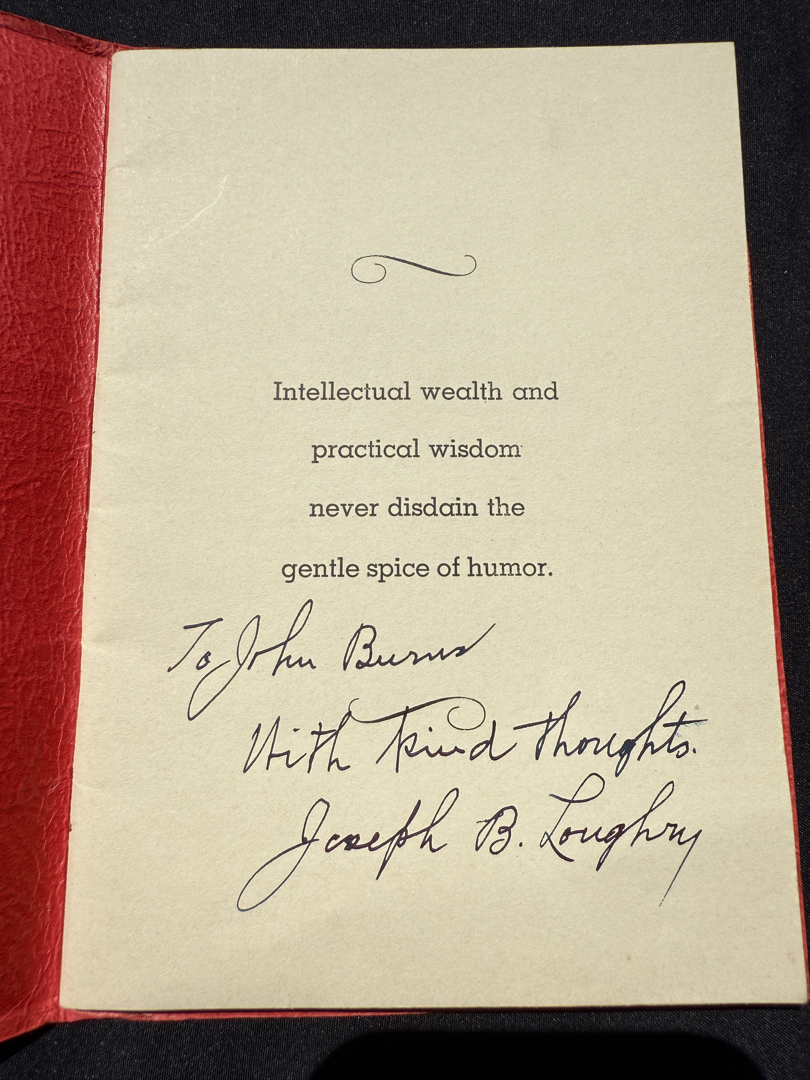 Intellectual wealth and
practical wisdom
never disdain the
gentle spice of humor.
To John Burns
With kind thoughts.
Joseph B. Loughry